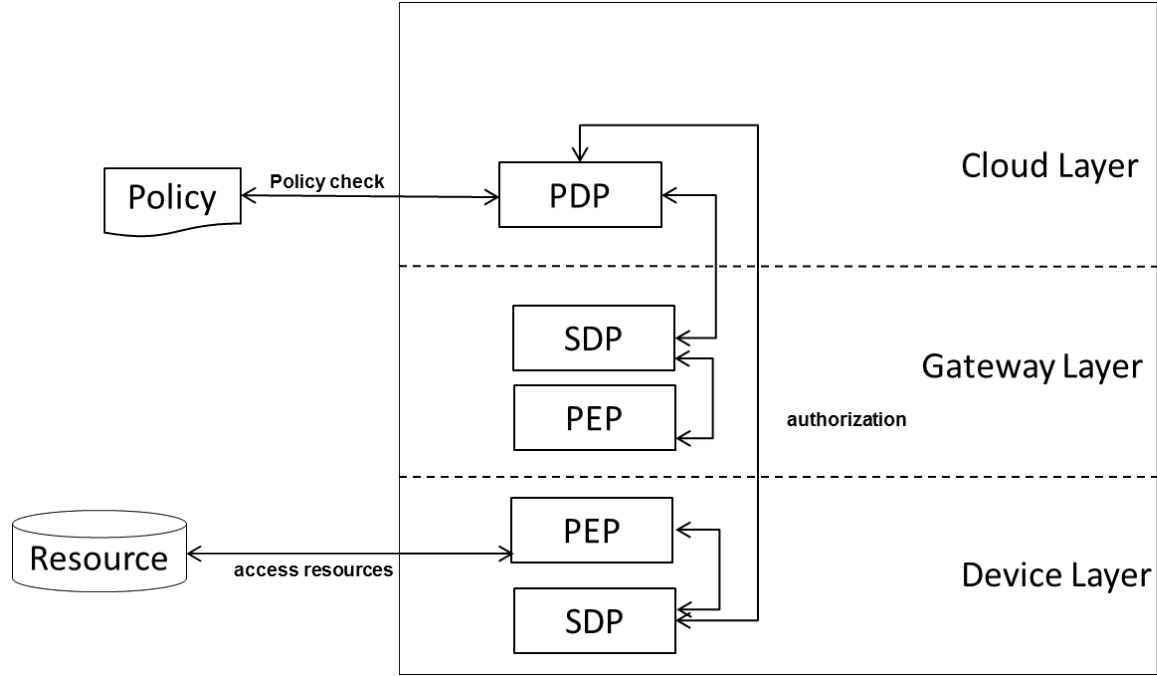 Cloud Layer
Policy
Policy check
PDP
SDP
Gateway Layer
PEP
authorization
PEP
Resource
access resources
Device Layer
SDP